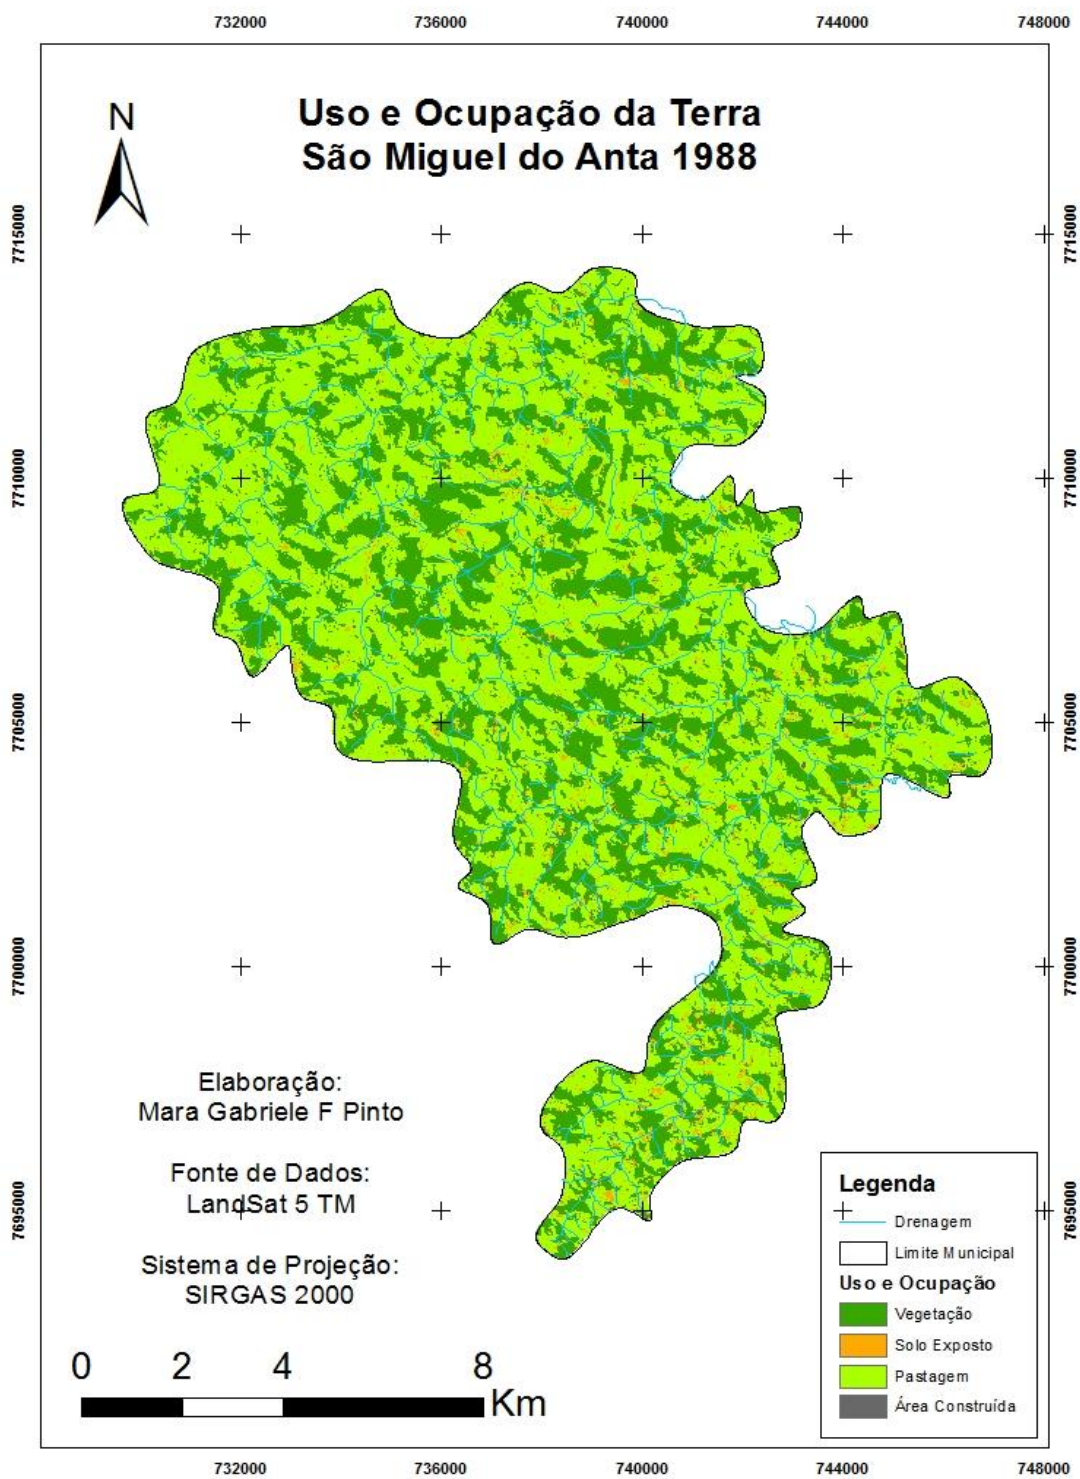 732000 736000 740000 744000 748000
N
Uso e Ocupação da Terra
São Miguel do Anta 1988
7715000 7715000
7710000 7710000
7705000 7705000
7700000 7700000
7695000 7695000
Elaboração:
Mara Gabriele F Pinto
Fonte de Dados:
LandSat 5 TM
Sistema de Projeção:
SIRGAS 2000
0 2 4 8
Km
Legenda
Drenagem
Limite Municipal
Uso e Ocupação
Vegetação
Solo Exposto
Pastagem
Área Construída
732000 736000 740000 744000 748000